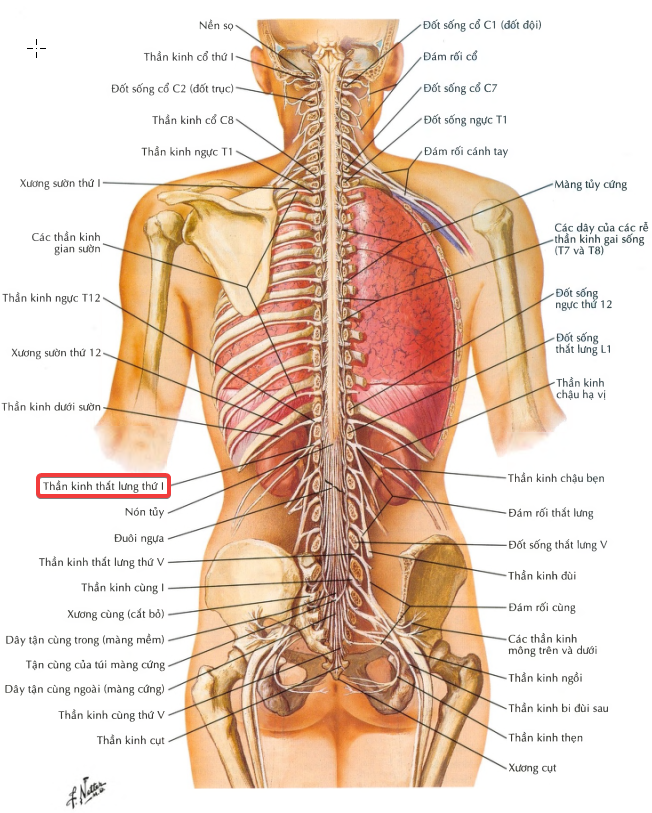 Nền sọ
Thần kinh cổ thứ I
Đốt sống cổ C2 (đốt trục)
Thần kinh cổ C8
Thần kinh ngực T1
Xương sườn thứ I
Các thần kinh
gian sườn
Thần kinh ngực T12
Xương sườn thứ 12
Thần kinh dưới sườn
Thần kinh thắt lưng thứ I
Nón tủy
Đuôi ngựa
Thần kinh thắt lưng thứ V
Thần kinh cùng I
Xương cùng (cắt bỏ)
Dây tận cùng trong (màng mềm)
Tận cùng của túi màng cứng
Dây tận cùng ngoài (màng cứng)
Thần kinh cùng thứ V
Thần kinh cụt
Đốt sống cổ C1 (đốt đội)
Đám rối cổ
Đốt sống cổ C7
Đốt sống ngực T1
Đám rối cánh tay
Màng tủy cứng
Các dây của các rễ
thần kinh gai sống
(T7 và T8)
Đốt sống
ngực thứ 12
Đốt sống
thắt lưng L1
Thần kinh
chậu hạ vị
Thần kinh chậu bẹn
Đám rối thắt lưng
Đốt sống thắt lưng V
Thần kinh đùi
Đám rối cùng
Các thần kinh
mông trên và dưới
Thần kinh ngồi
Thần kinh bì đùi sau
Thần kinh thẹn
Xương cụt